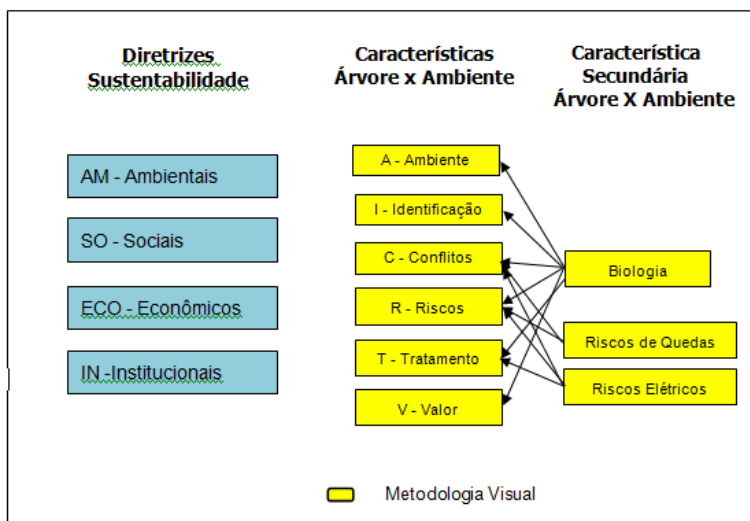 Diretrizes
Sustentabilidade
AM - Ambientais
SO - Sociais
ECO - Econômicos
IN -Institucionais
Características
Árvore x Ambiente
A - Ambiente
I - Identificação
C - Conflitos
R - Riscos
T - Tratamento
V - Valor
Característica
Secundária
Árvore X Ambiente
Biologia
Riscos de Quedas
Riscos Elétricos
Metodologia Visual